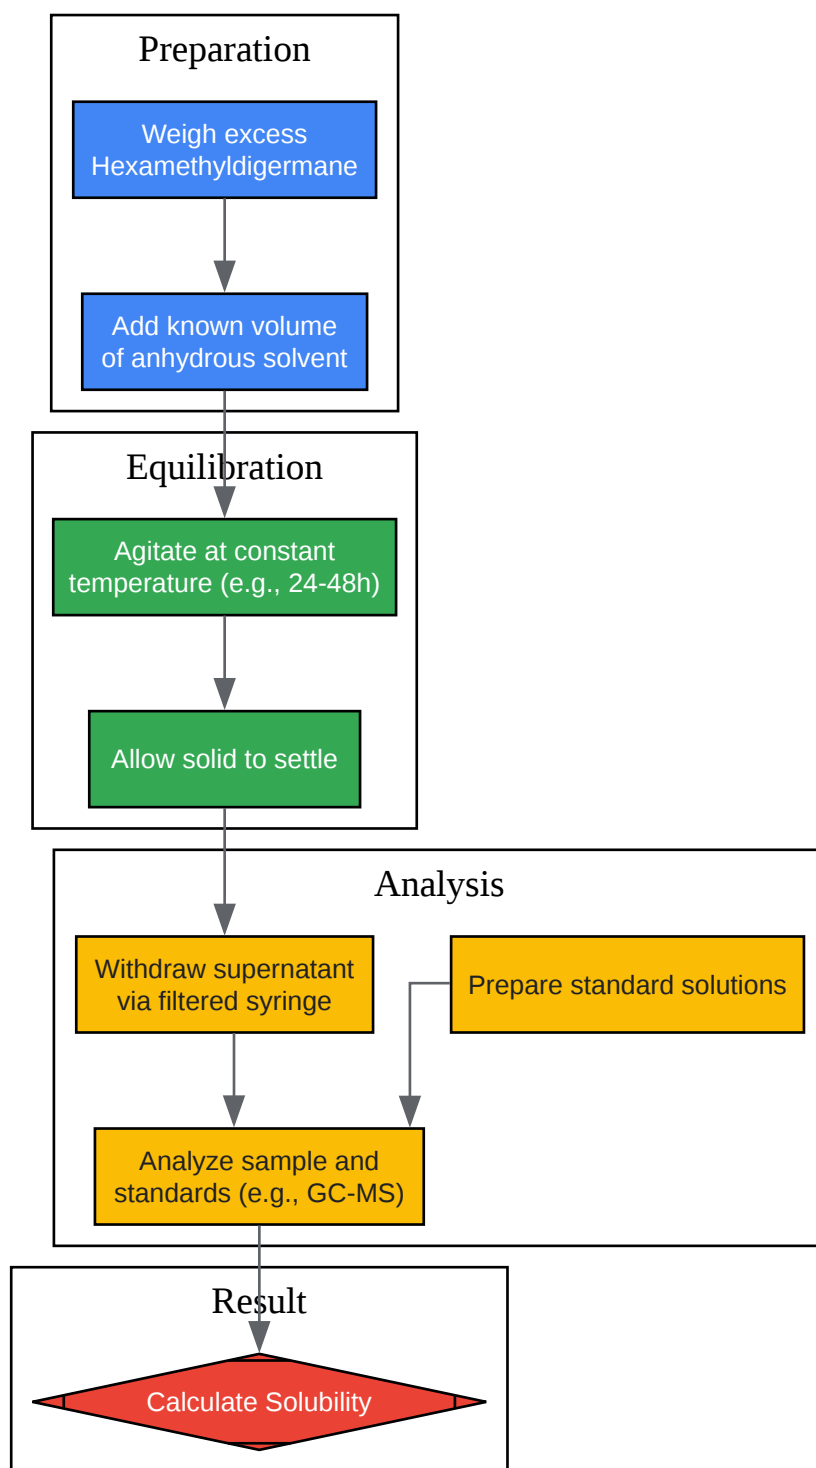 Preparation
Weigh excess
Hexamethyldigermane
Add known volume
of anhydrous solvent
Equilibration
Agitate at constant
temperature (e.g., 24-48h)
Allow solid to settle
Analysis
Withdraw supernatant
via filtered syringe
Prepare standard solutions
Analyze sample and
standards (e.g., GC-MS)
Result
Calculate Solubility